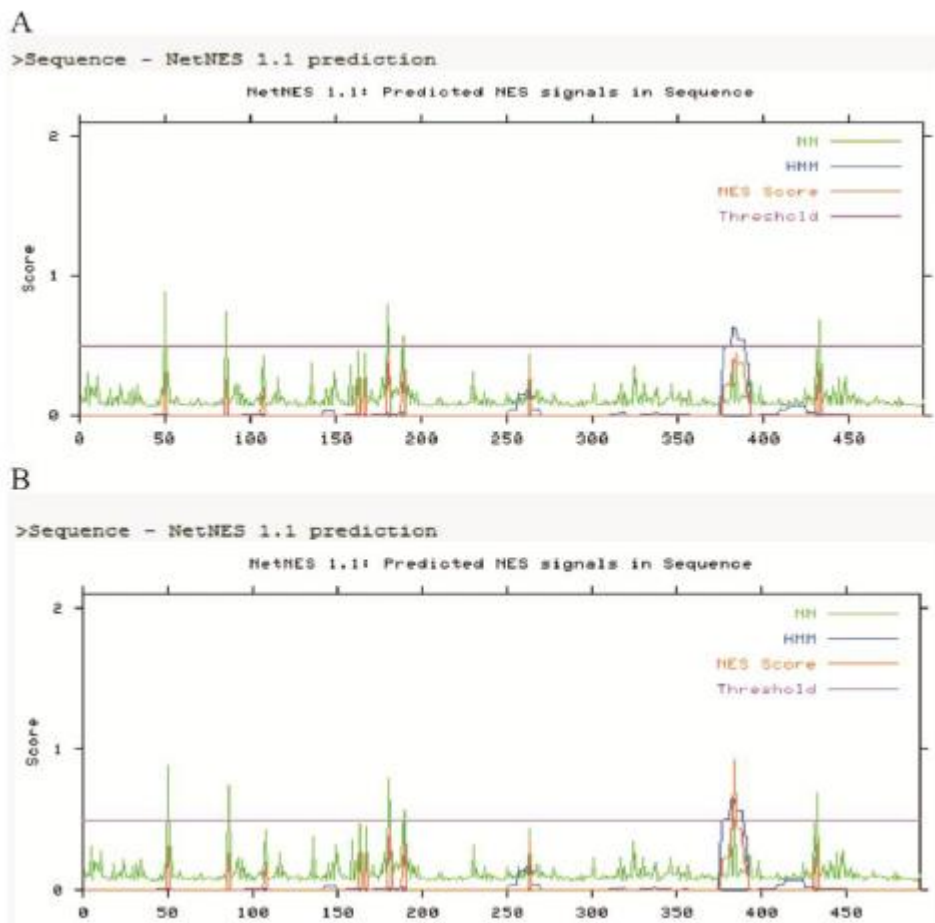 A
>Sequence - NetNES 1.1 prediction
NetNES 1.1: Predicted NES signals in Sequence
2
1
0
Score
NN
HMM
NES Score
Threshold
0 50 100 150 200 250 300 350 400 450
B
>Sequence - NetNES 1.1 prediction
NetNES 1.1: Predicted NES signals in Sequence
2
1
0
Score
NN
HMM
NES Score
Threshold
0 50 100 150 200 250 300 350 400 450